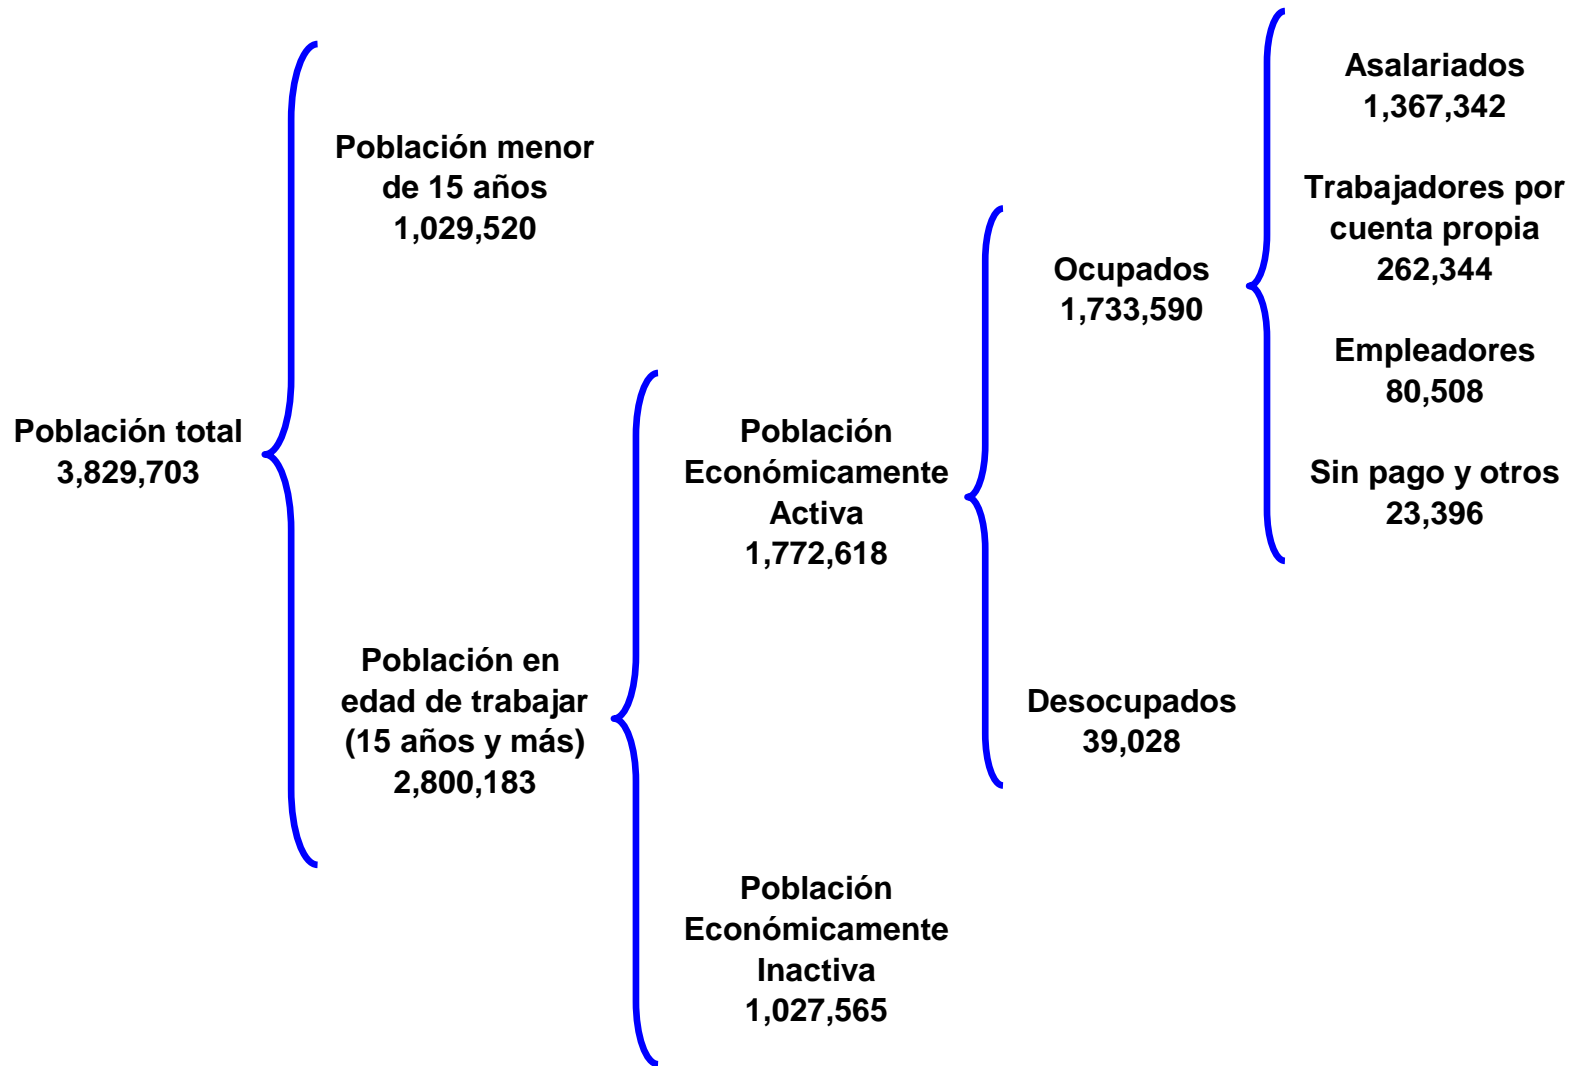 Población total
3,829,703
Población menor
de 15 años
1,029,520
Población en
edad de trabajar
(15 años y más)
2,800,183
Población
Económicamente
Activa
1,772,618
Población
Económicamente
Inactiva
1,027,565
Ocupados
1,733,590
Desocupados
39,028
Asalariados
1,367,342
Trabajadores por
cuenta propia
262,344
Empleadores
80,508
Sin pago y otros
23,396